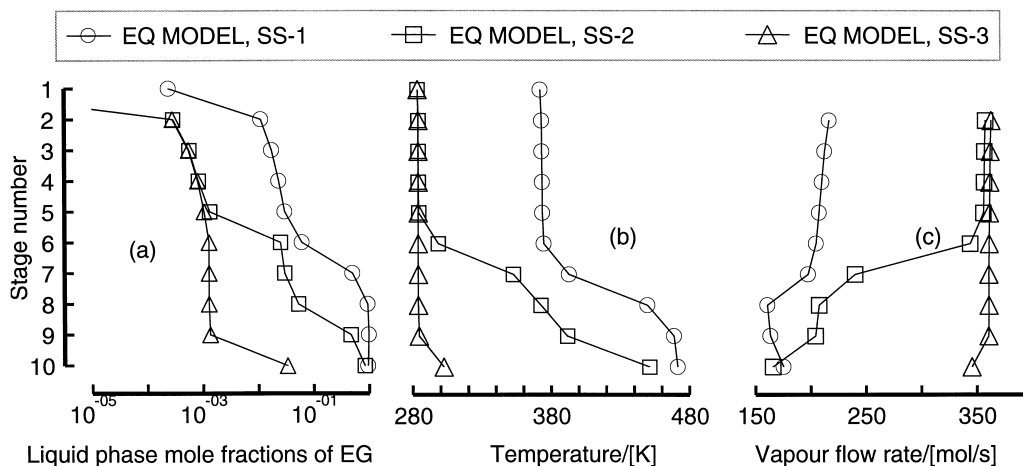 EQ MODEL, SS-1 EQ MODEL, SS-2 EQ MODEL, SS-3
Stage number
1
2
3
4
5
6
7
8
9
10
(a) (b) (c)
10^-05 10^-03 10^-01 280 380 480 150 250 350
Liquid phase mole fractions of EG Temperature/[K] Vapour flow rate/[mol/s]